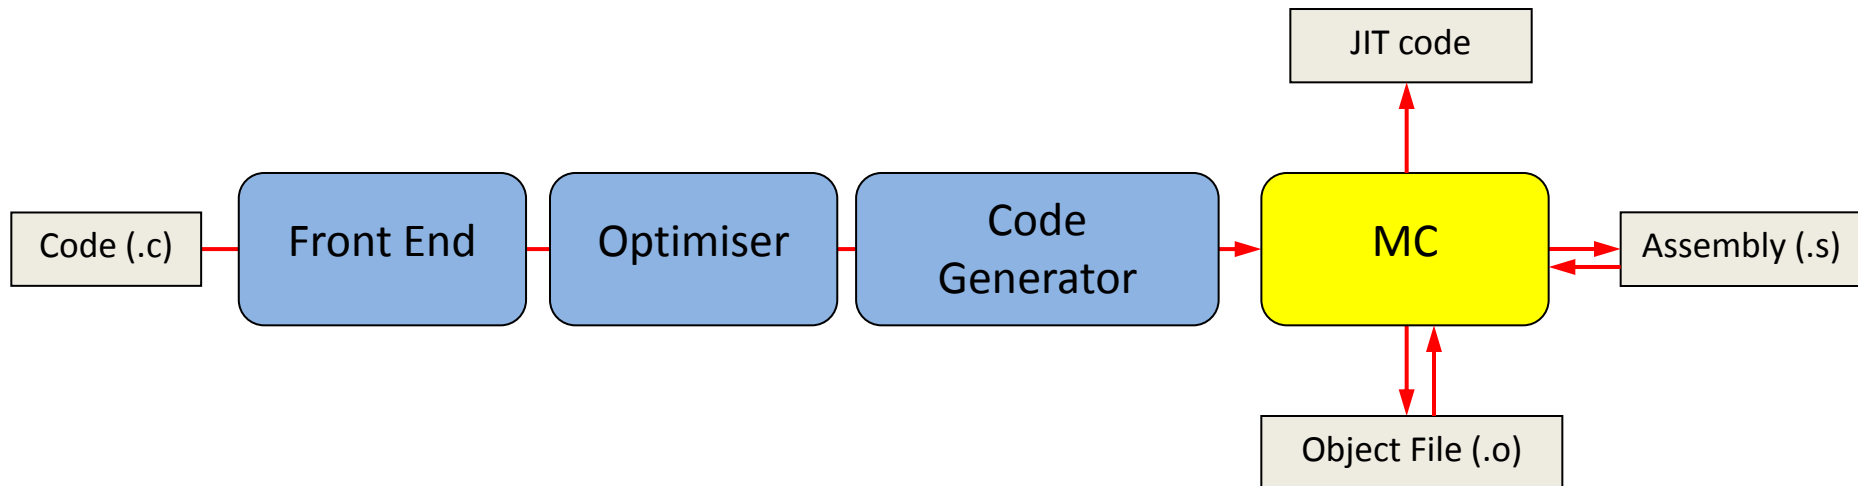 JIT code
Code (.c)
Front End
Optimiser
Code
Generator
MC
Assembly (.s)
Object File (.o)